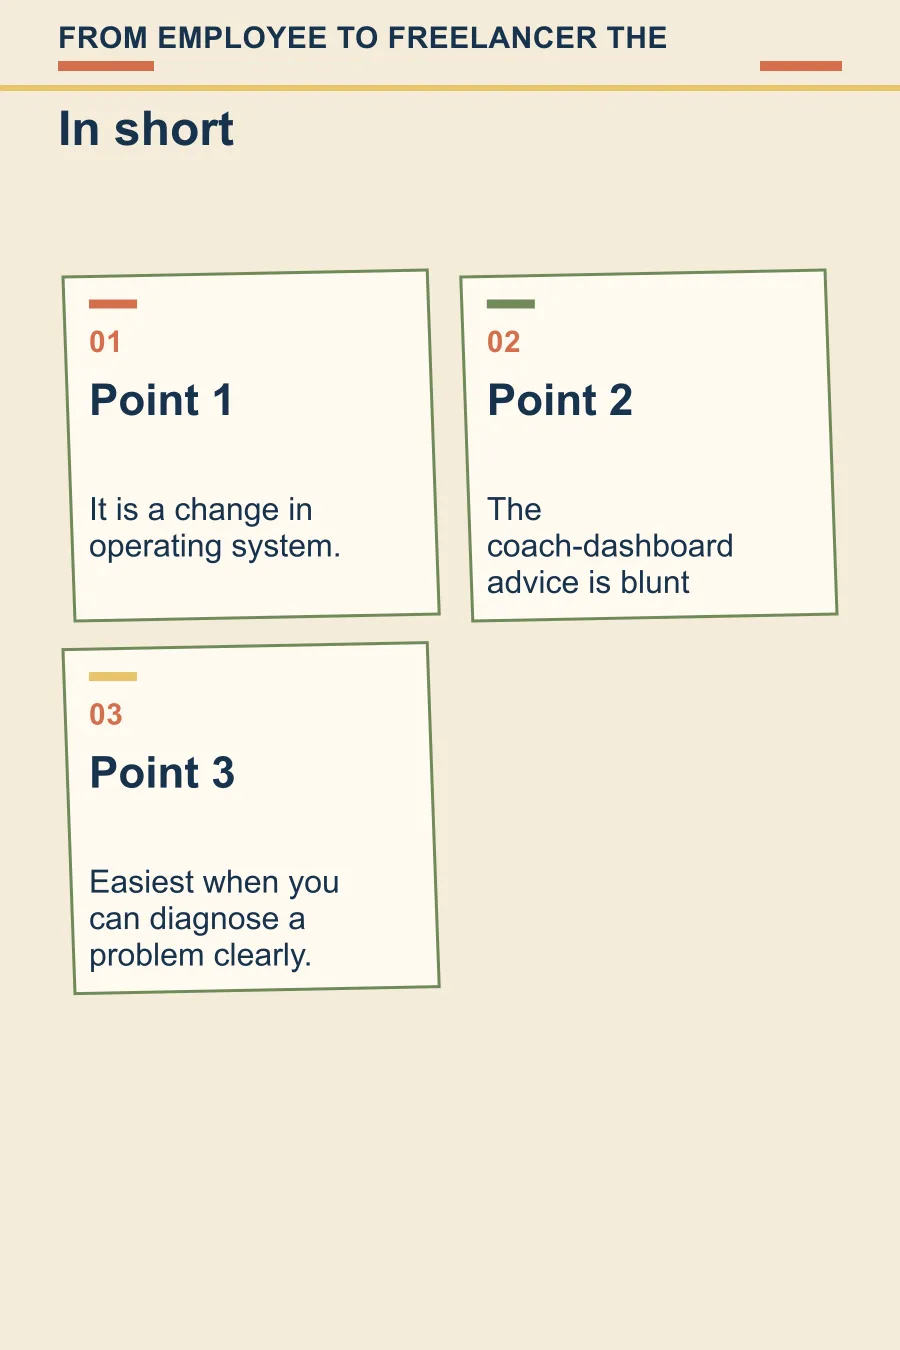 FROM EMPLOYEE TO FREELANCER THE
In short
01
Point 1
It is a change in
operating system.
02
Point 2
The
coach-dashboard
advice is blunt
03
Point 3
Easiest when you
can diagnose a
problem clearly.